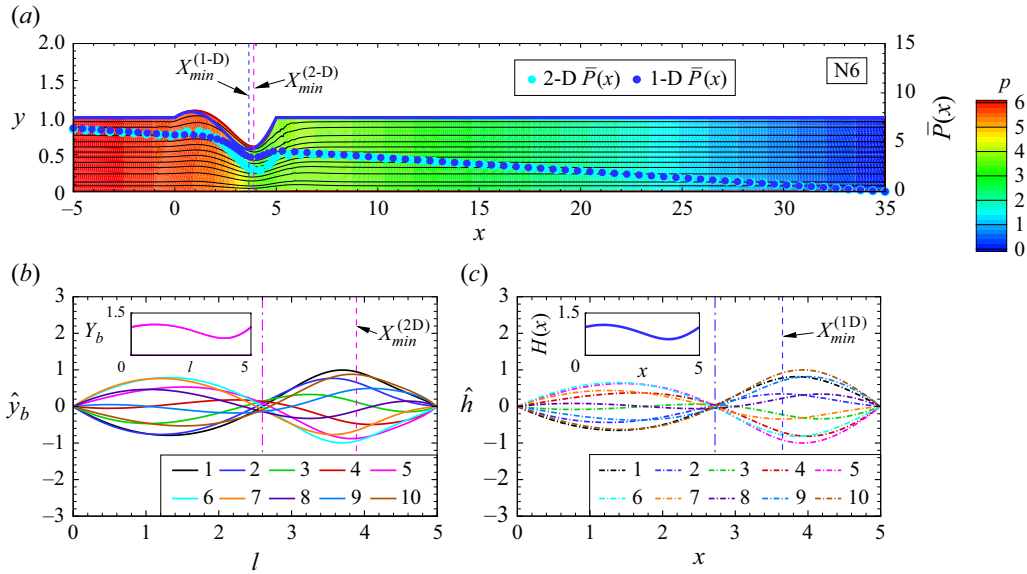 (a)
2.0
1.5
y
1.0
0.5
0
X_min^(1-D)
X_min^(2-D)
2-D P̅(x)
1-D P̅(x)
N6
15
10
P̅(x)
5
0
p
6
5
4
3
2
1
0
−5 0 5 10 15 20 25 30 35
x
(b)
3
2
1
ŷ_b
0
−1
−2
−3
1.5
Y_b
0 l 5
X_min^(2D)
1 2 3 4 5
6 7 8 9 10
0 1 2 3 4 5
l
(c)
3
2
1
ĥ
0
−1
−2
−3
1.5
H(x)
0 x 5
X_min^(1D)
1 2 3 4 5
6 7 8 9 10
0 1 2 3 4 5
x